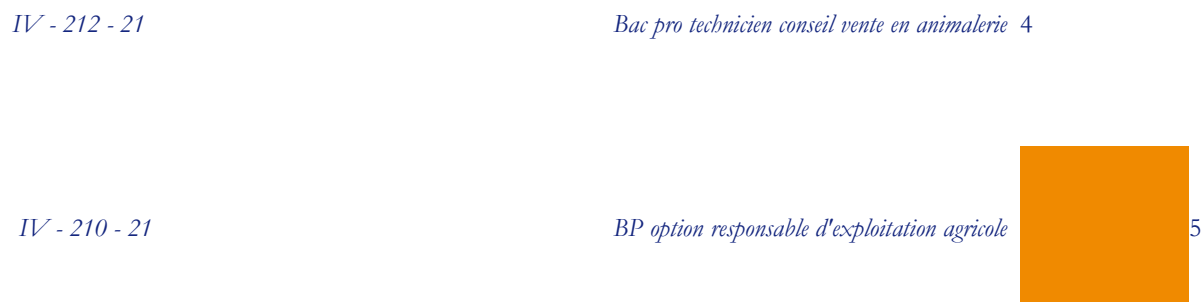 IV - 212 - 21 Bac pro technicien conseil vente en animalerie 4
IV - 210 - 21 BP option responsable d'exploitation agricole 5